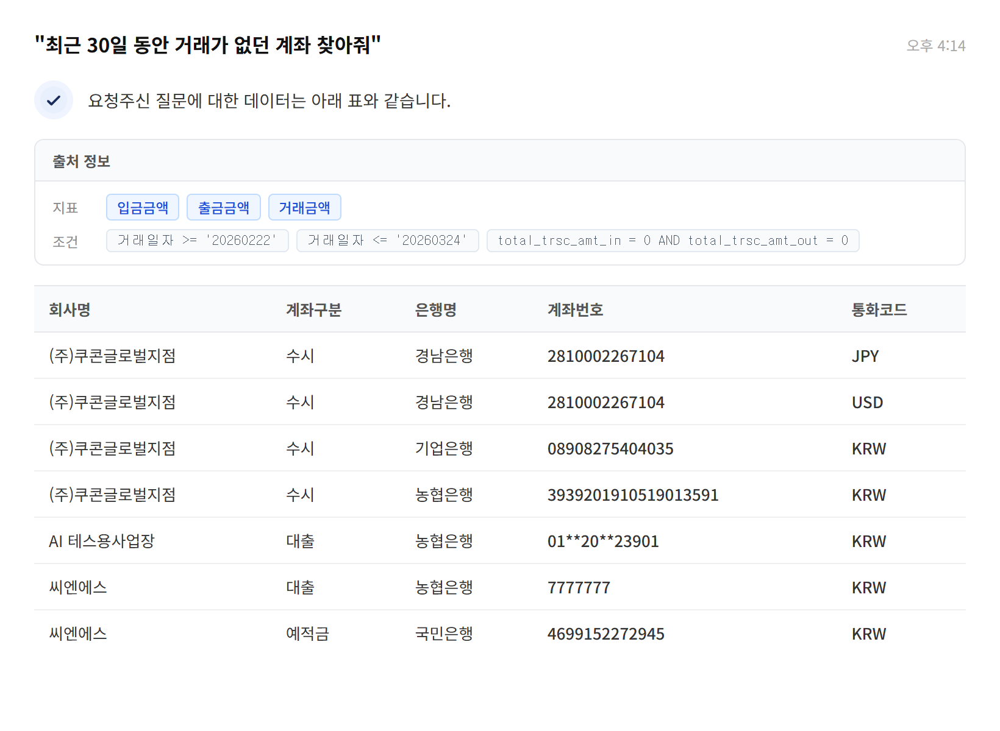 "최근 30일 동안 거래가 없던 계좌 찾아줘"
오후 4:14
요청주신 질문에 대한 데이터는 아래 표와 같습니다.
출처 정보
지표 입금금액 출금금액 거래금액
조건 거래일자 >= '20260222' 거래일자 <= '20260324' total_trsc_amt_in = 0 AND total_trsc_amt_out = 0
회사명 계좌구분 은행명 계좌번호 통화코드
(주)쿠콘글로벌지점 수시 경남은행 2810002267104 JPY
(주)쿠콘글로벌지점 수시 경남은행 2810002267104 USD
(주)쿠콘글로벌지점 수시 기업은행 08908275404035 KRW
(주)쿠콘글로벌지점 수시 농협은행 3939201910519013591 KRW
AI 테스용사업장 대출 농협은행 01**20**23901 KRW
씨엔에스 대출 농협은행 7777777 KRW
씨엔에스 예적금 국민은행 4699152272945 KRW